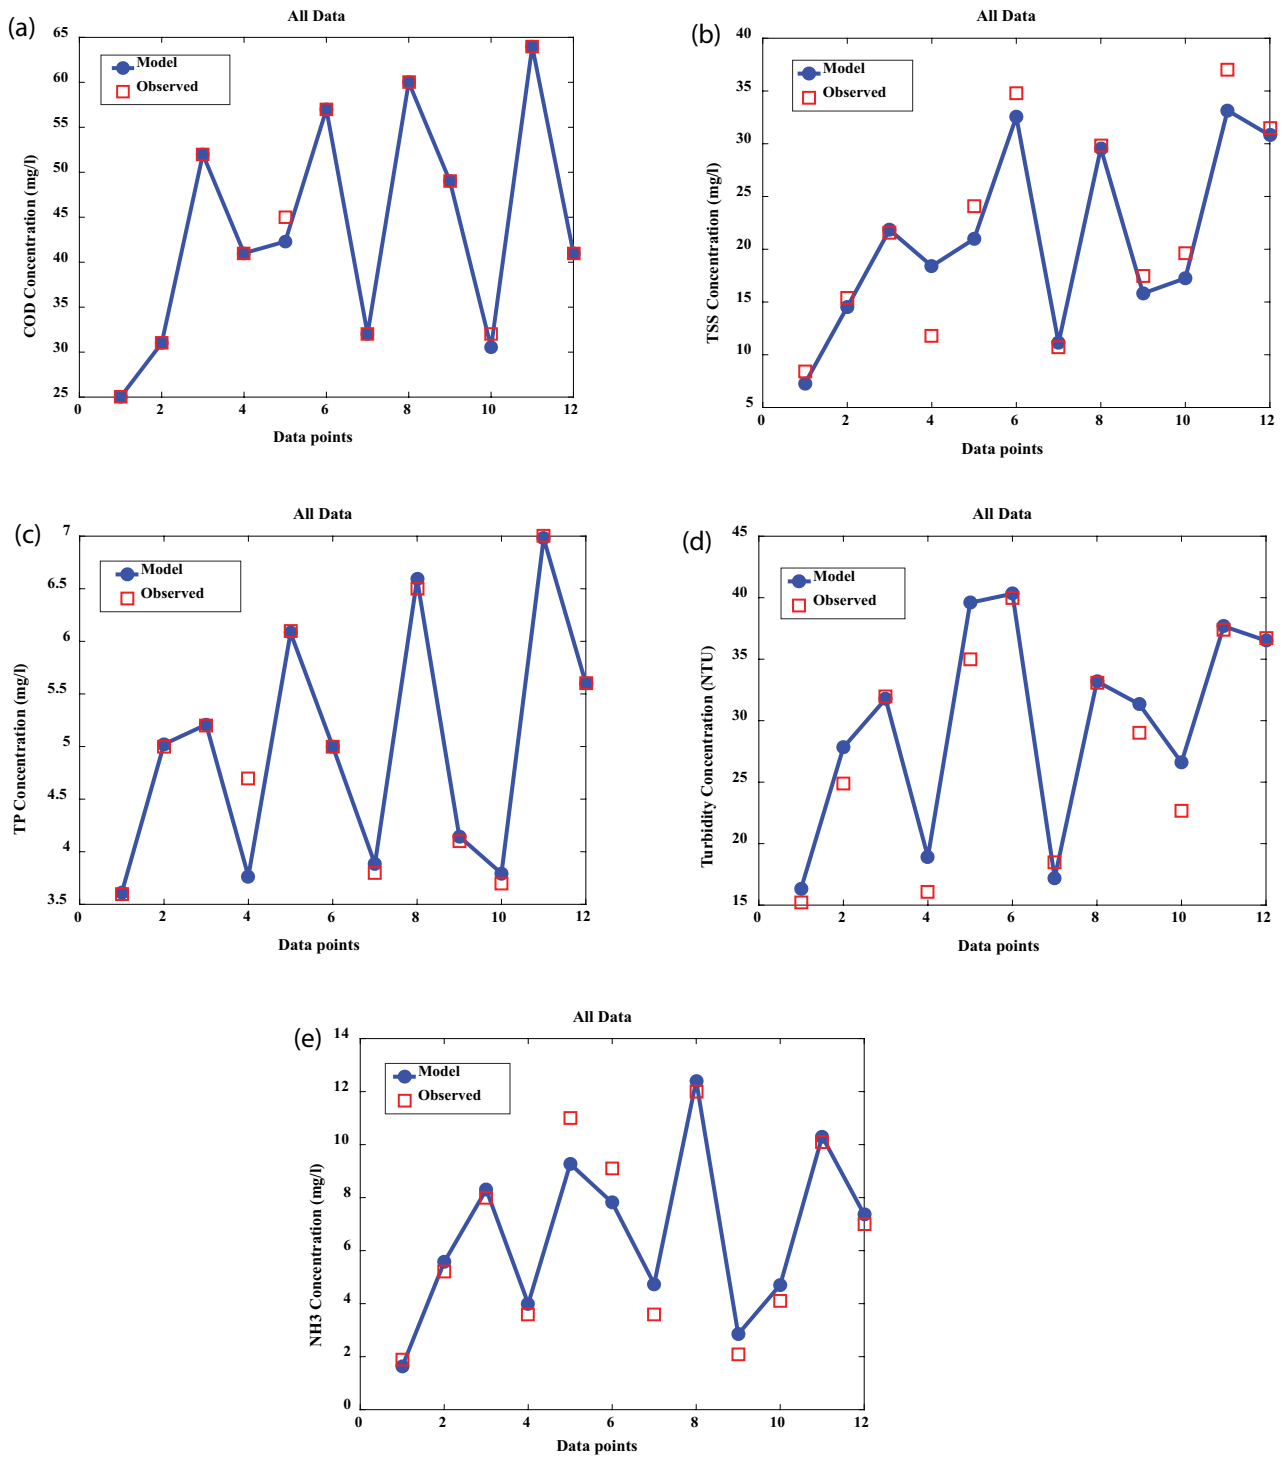 (a)
All Data
65
60
55
50
45
40
35
30
25
COD Concentration (mg/l)
Model
Observed
0 2 4 6 8 10 12
Data points
(b)
All Data
40
35
30
25
20
15
10
5
TSS Concentration (mg/l)
Model
Observed
0 2 4 6 8 10 12
Data points
(c)
All Data
7
6.5
6
5.5
5
4.5
4
3.5
TP Concentration (mg/l)
Model
Observed
0 2 4 6 8 10 12
Data points
(d)
All Data
45
40
35
30
25
20
15
Turbidity Concentration (NTU)
Model
Observed
0 2 4 6 8 10 12
Data points
(e)
All Data
14
12
10
8
6
4
2
0
NH3 Concentration (mg/l)
Model
Observed
0 2 4 6 8 10 12
Data points